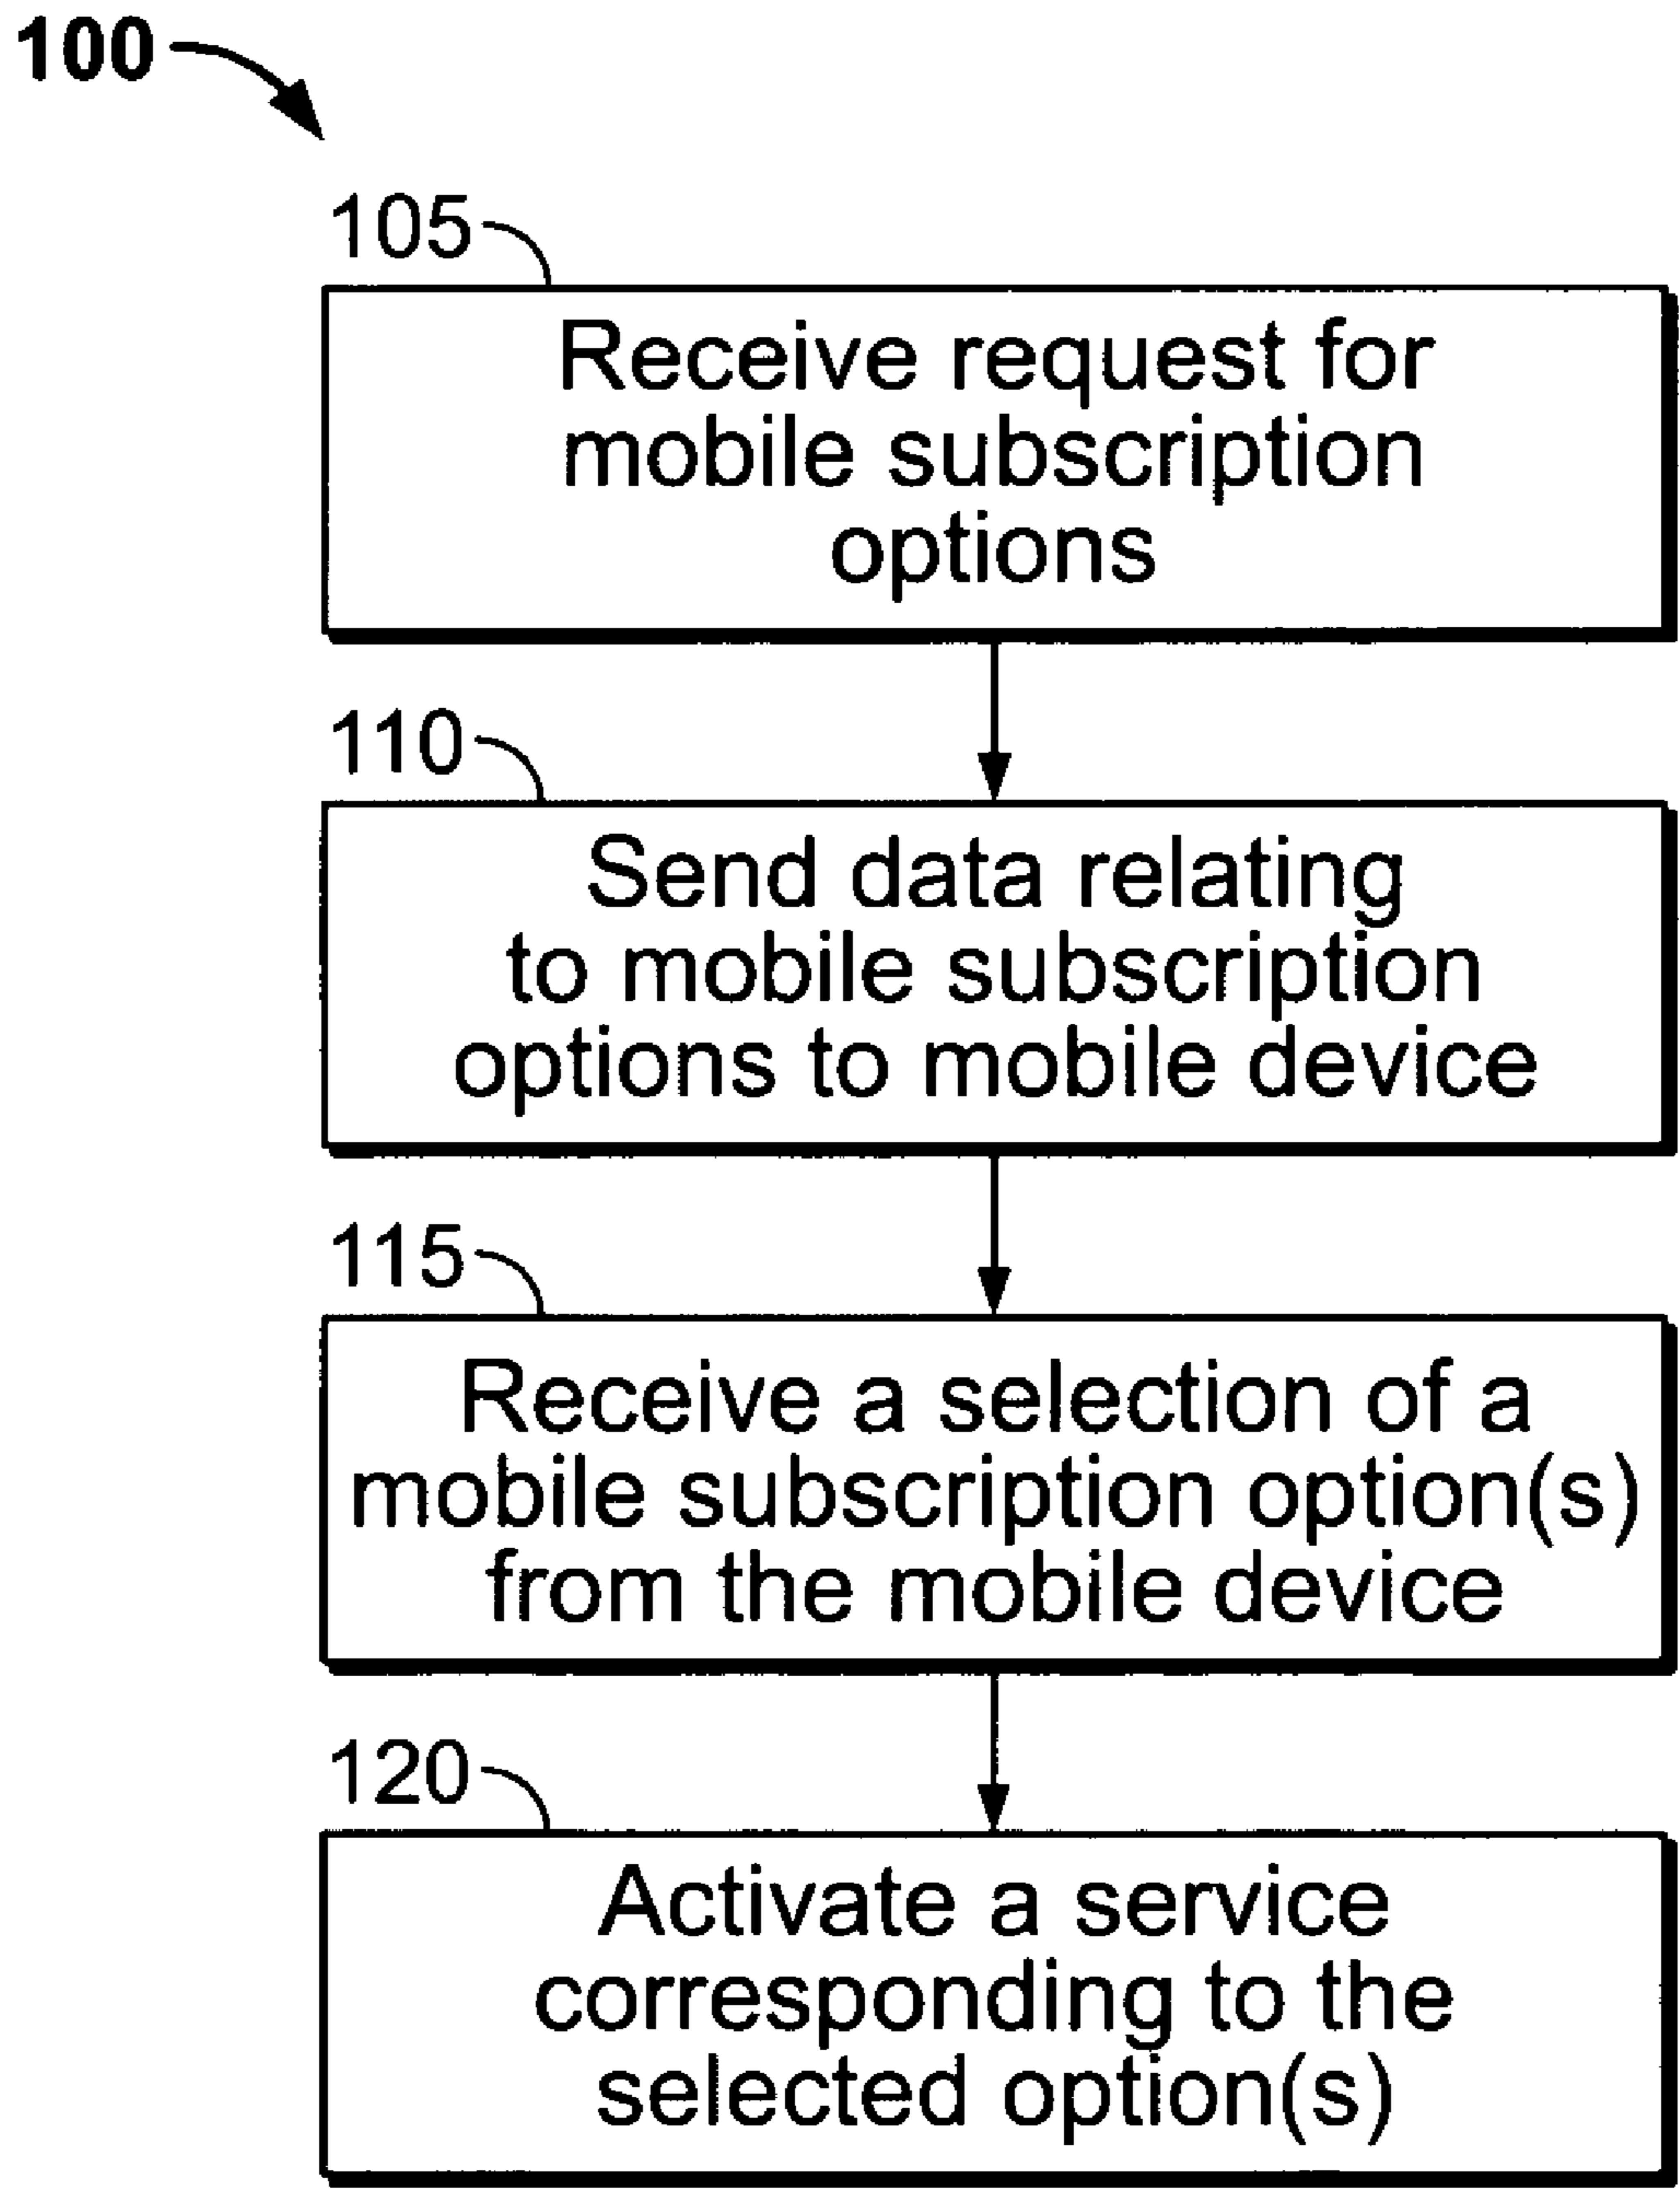 100
105
Receive request for
mobile subscription
options
110
Send data relating
to mobile subscription
options to mobile device
115
Receive a selection of a
mobile subscription option(s)
from the mobile device
120
Activate a service
corresponding to the
selected option(s)